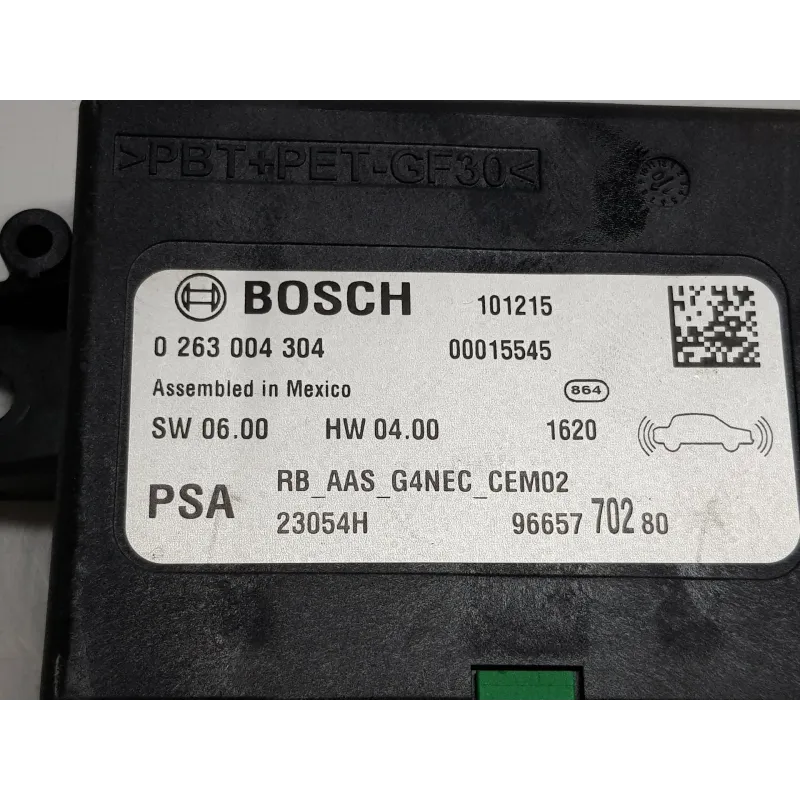 >PBT+PET-GF30<
BOSCH 101215
0 263 004 304 00015545
Assembled in Mexico 864
SW 06.00 HW 04.00 1620
RB_AAS_G4NEC_CEM02
PSA
23054H 96657 702 80